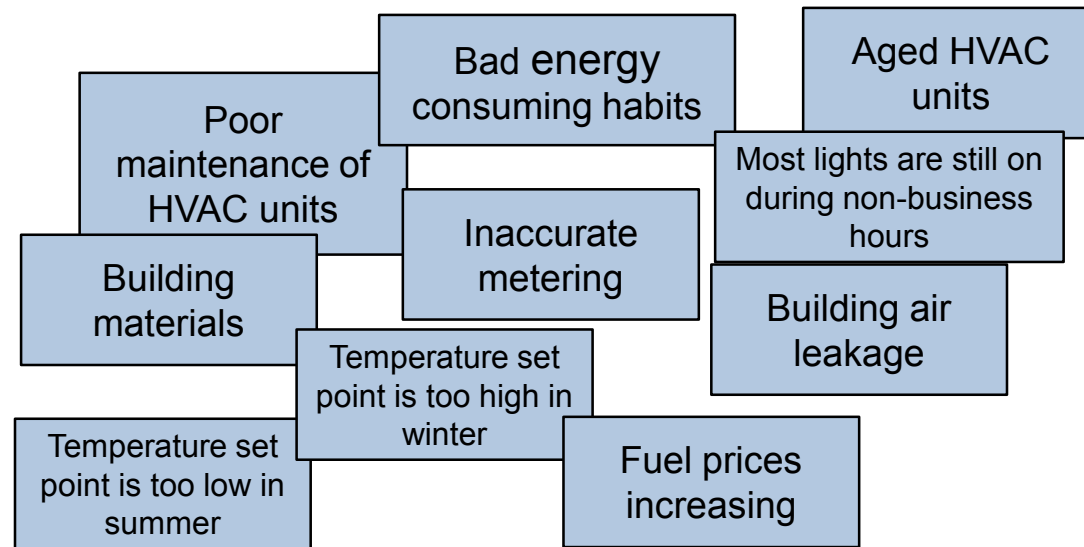 Bad energy
consuming habits
Aged HVAC
units
Poor
maintenance of
HVAC units
Most lights are still on
during non-business
hours
Inaccurate
metering
Building
materials
Building air
leakage
Temperature set
point is too high in
winter
Temperature set
point is too low in
summer
Fuel prices
increasing